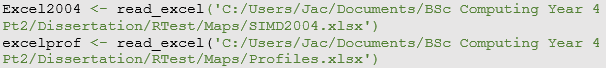 Excel2004 <- read_excel('C:/Users/Jac/Documents/BSc Computing Year 4
Pt2/Dissertation/RTest/Maps/SIMD2004.xlsx')
excelprof <- read_excel('C:/Users/Jac/Documents/BSc Computing Year 4
Pt2/Dissertation/RTest/Maps/Profiles.xlsx')